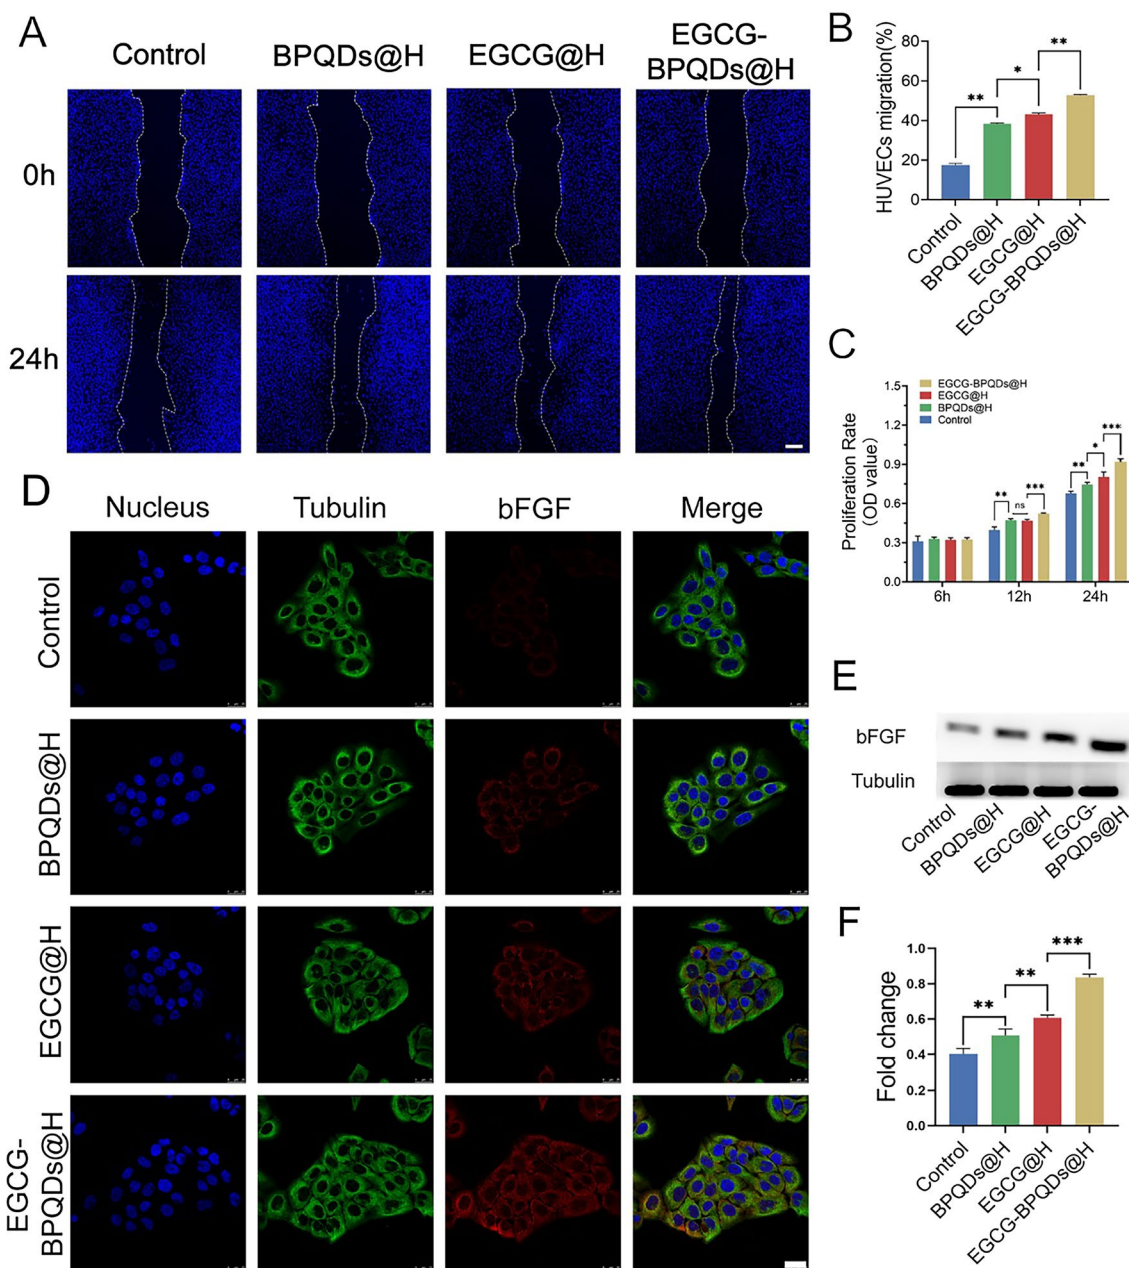 A
Control
BPQDs@H
EGCG@H
EGCG-
BPQDs@H
0h
24h
B
HUVECs migration(%)
80
60
40
20
0
**
*
**
Control
BPQDs@H
EGCG@H
EGCG-BPQDs@H
C
Proliferation Rate
(OD value)
1.5
1.2
0.9
0.6
0.3
0.0
EGCG-BPQDs@H
EGCG@H
BPQDs@H
Control
**
ns
***
**
*
***
6h
12h
24h
D
Nucleus
Tubulin
bFGF
Merge
Control
BPQDs@H
EGCG@H
EGCG-
BPQDs@H
E
bFGF
Tubulin
Control
BPQDs@H
EGCG@H
EGCG-
BPQDs@H
F
Fold change
1.0
0.8
0.6
0.4
0.2
0.0
**
**
***
Control
BPQDs@H
EGCG@H
EGCG-BPQDs@H